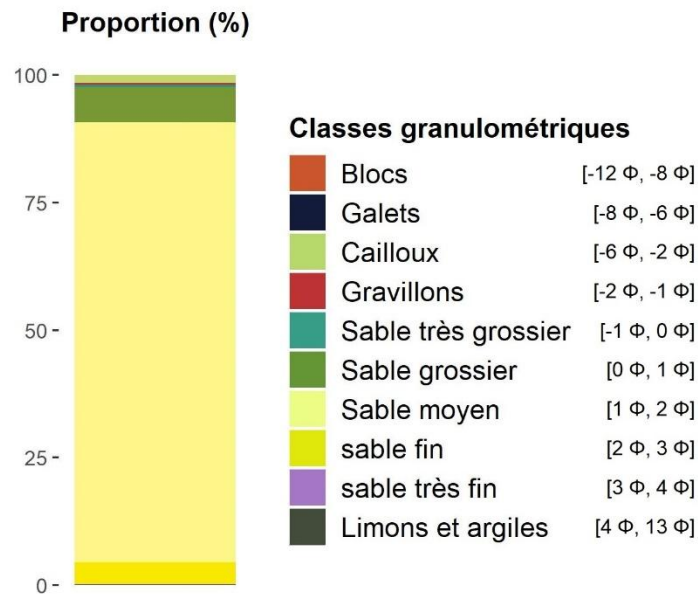 Proportion (%)
100
75
50
25
0
Classes granulométriques
Blocs [-12 Φ, -8 Φ]
Galets [-8 Φ, -6 Φ]
Cailloux [-6 Φ, -2 Φ]
Gravillons [-2 Φ, -1 Φ]
Sable très grossier [-1 Φ, 0 Φ]
Sable grossier [0 Φ, 1 Φ]
Sable moyen [1 Φ, 2 Φ]
sable fin [2 Φ, 3 Φ]
sable très fin [3 Φ, 4 Φ]
Limons et argiles [4 Φ, 13 Φ]